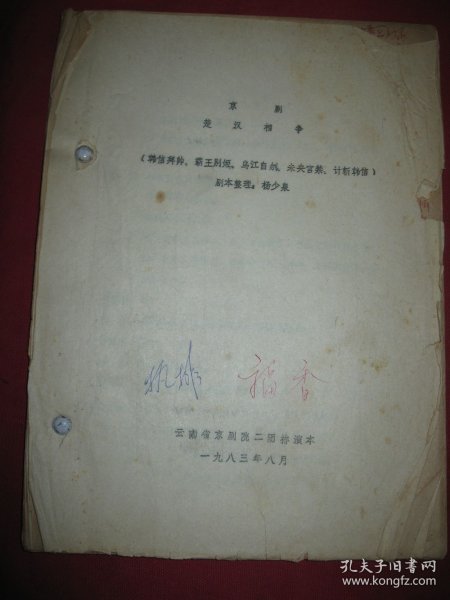 京剧
楚汉相争
（韩信拜帅、霸王别姬、乌江自刎、未央宫斩、计斩韩信）
剧本整理：杨少泉
稻香
云南省京剧院二团排演本
一九八三年八月
孔夫子旧书网
www.kongfz.com